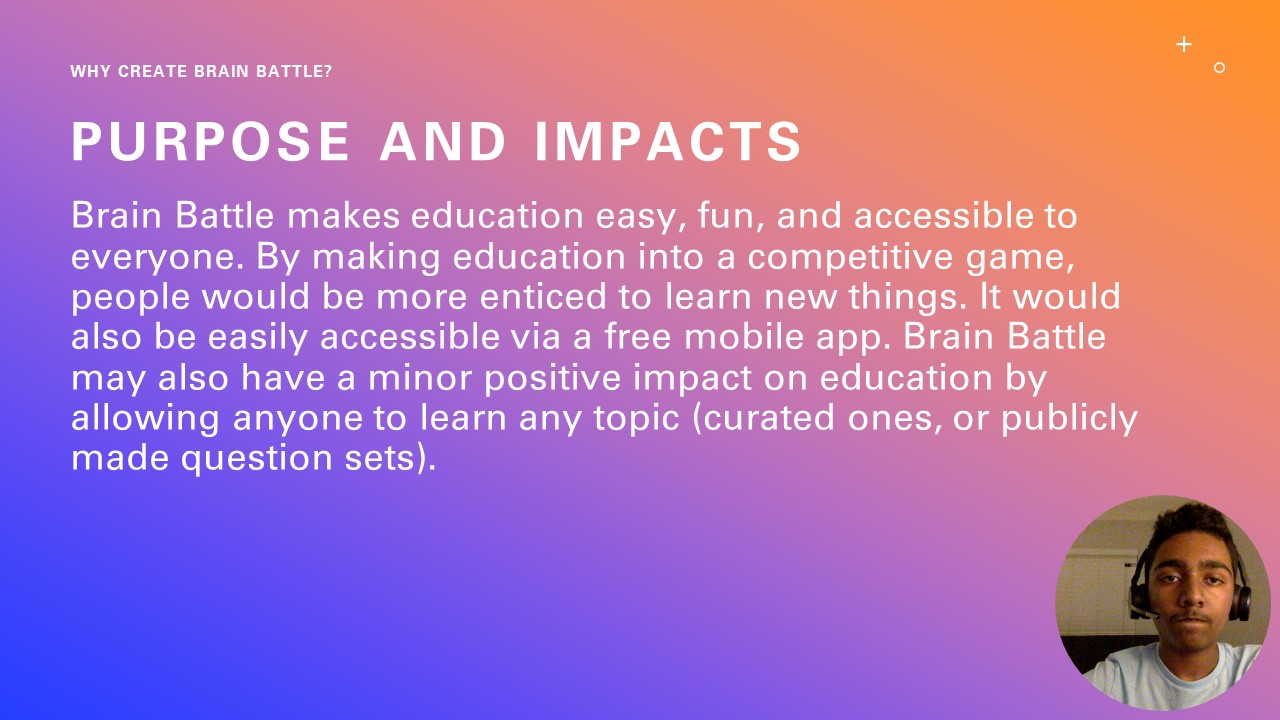 WHY CREATE BRAIN BATTLE?
PURPOSE AND IMPACTS
Brain Battle makes education easy, fun, and accessible to
everyone. By making education into a competitive game,
people would be more enticed to learn new things. It would
also be easily accessible via a free mobile app. Brain Battle
may also have a minor positive impact on education by
allowing anyone to learn any topic (curated ones, or publicly
made question sets).